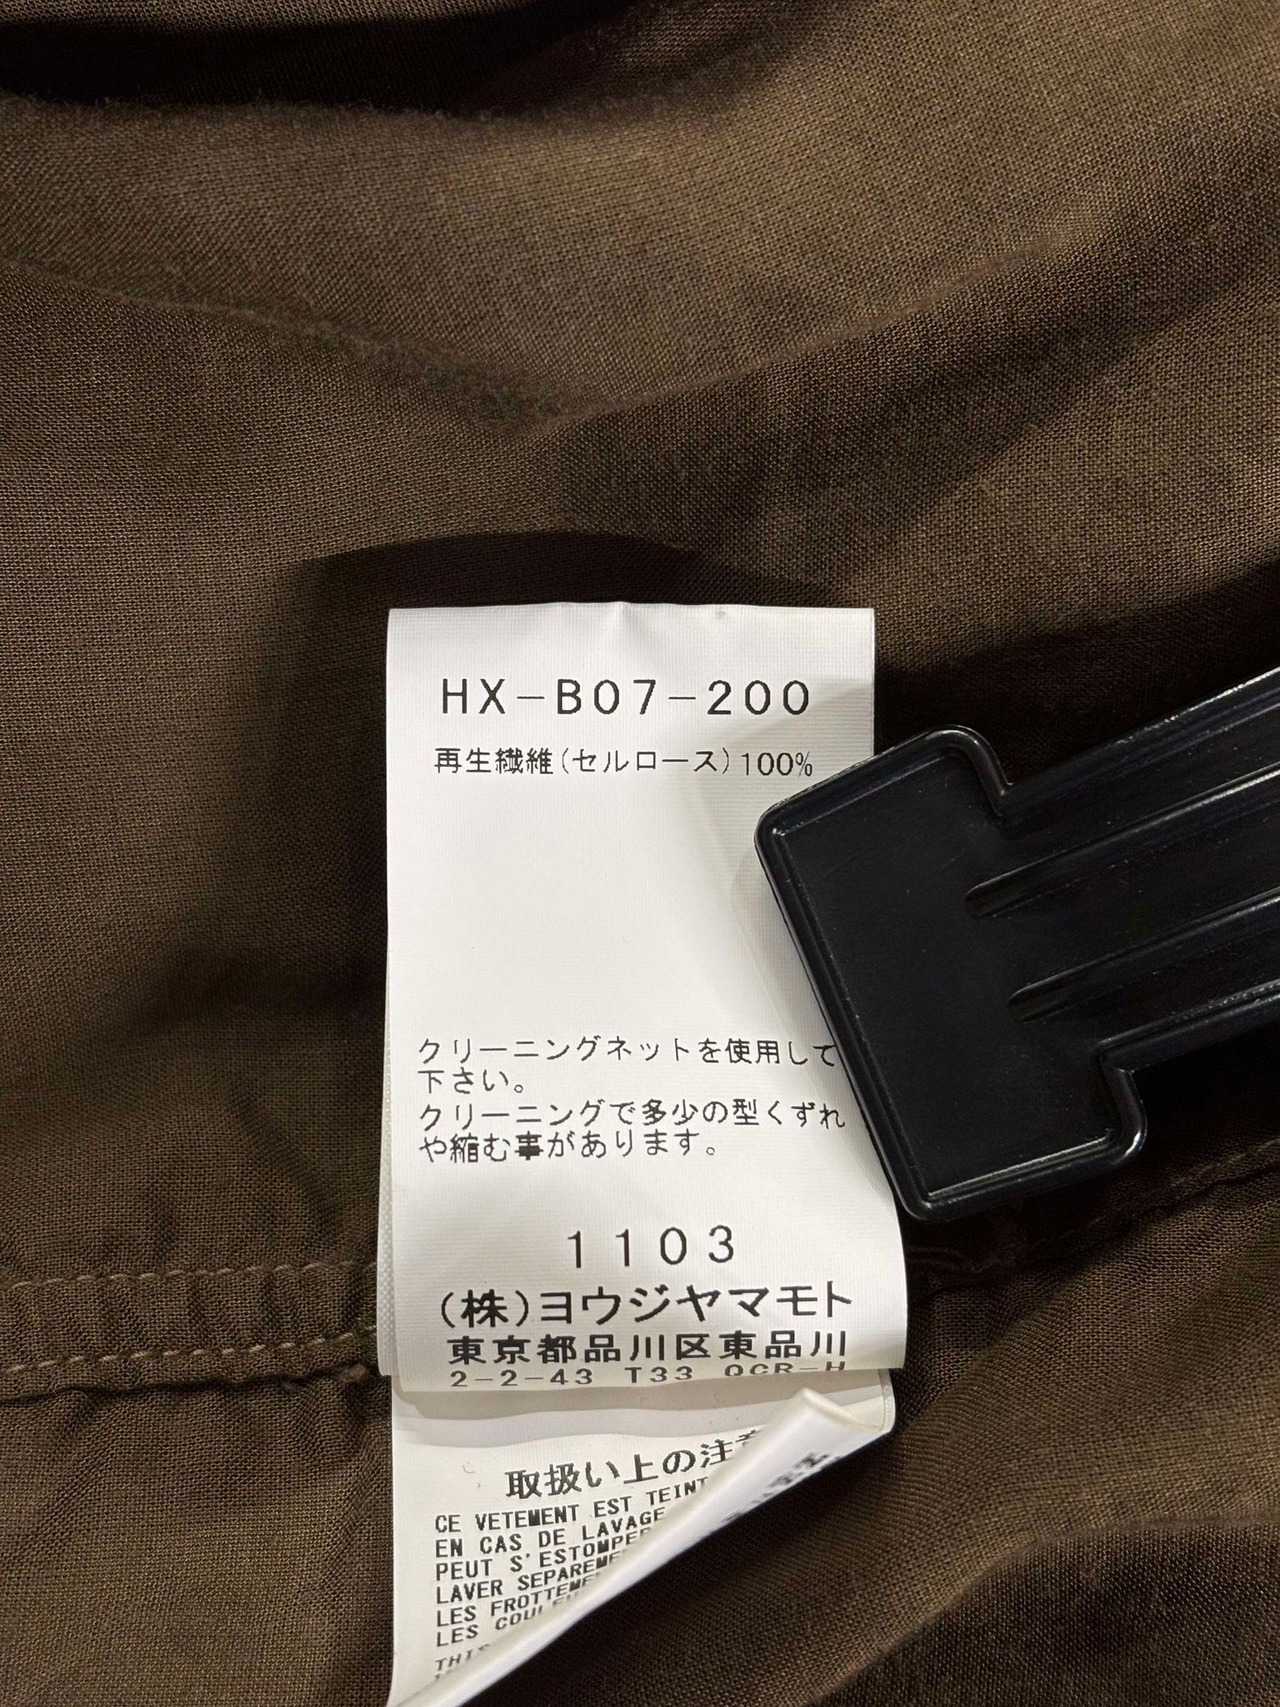 HX-B07-200
再生繊維(セルロース)100%
クリーニングネットを使用して
下さい。
クリーニングで多少の型くずれ
や縮む事があります。
1103
(株)ヨウジヤマモト
東京都品川区東品川
2-2-43 T33 OCR-H
取扱い上の注意
CE VETEMENT EST TEINT
EN CAS DE LAVAGE
PEUT S'ESTOMPER
LAVER SEPAREME
LES FROTTEME
LES COULE
THIS